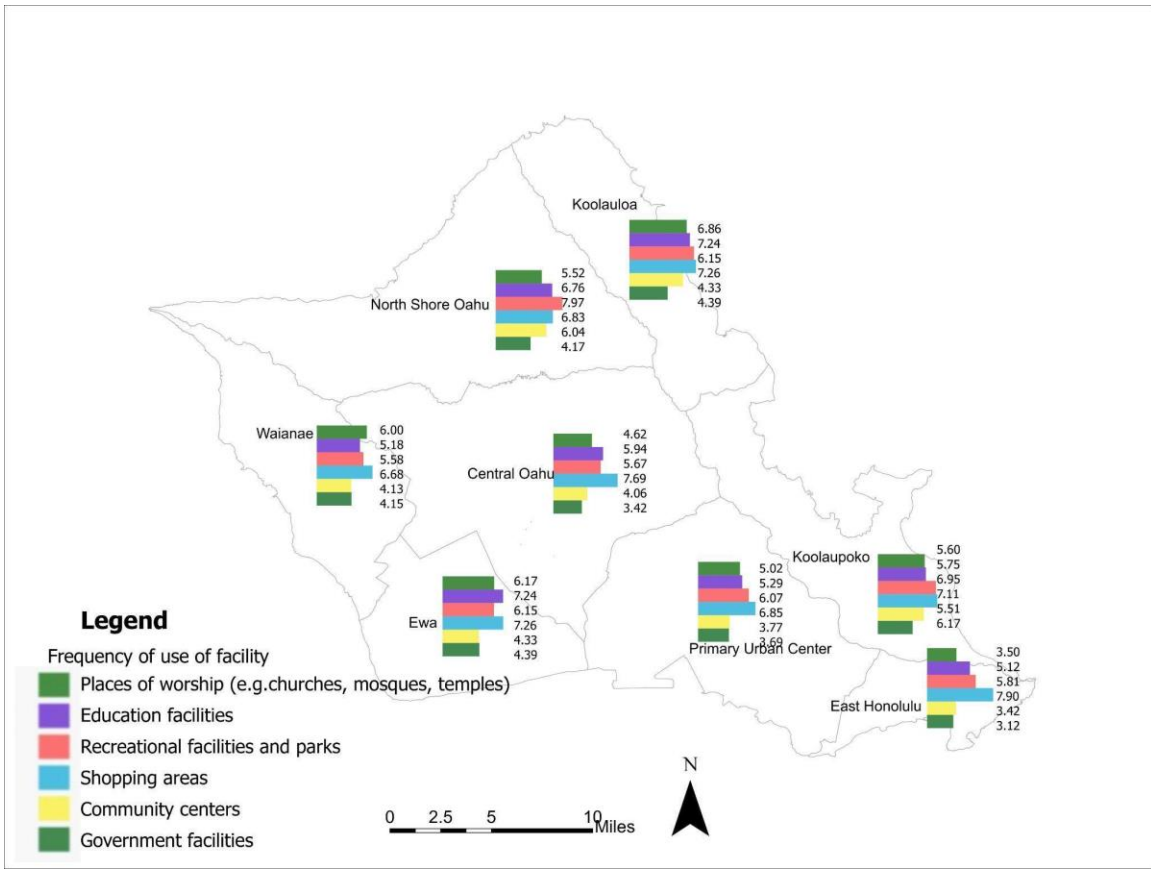 Koolauloa
6.86
7.24
6.15
7.26
4.33
4.39
North Shore Oahu
5.52
6.76
7.97
6.83
6.04
4.17
Waianae
6.00
5.18
5.58
6.68
4.13
4.15
Central Oahu
4.62
5.94
5.67
7.69
4.06
3.42
Koolaupoko
5.60
5.75
6.95
7.11
5.51
6.17
Ewa
6.17
7.24
6.15
7.26
4.33
4.39
5.02
5.29
6.07
6.85
3.77
3.69
Primary Urban Center
East Honolulu
3.50
5.12
5.81
7.90
3.42
3.12
Legend
Frequency of use of facility
Places of worship (e.g.churches, mosques, temples)
Education facilities
Recreational facilities and parks
Shopping areas
Community centers
Government facilities
0 2.5 5 10
Miles
N